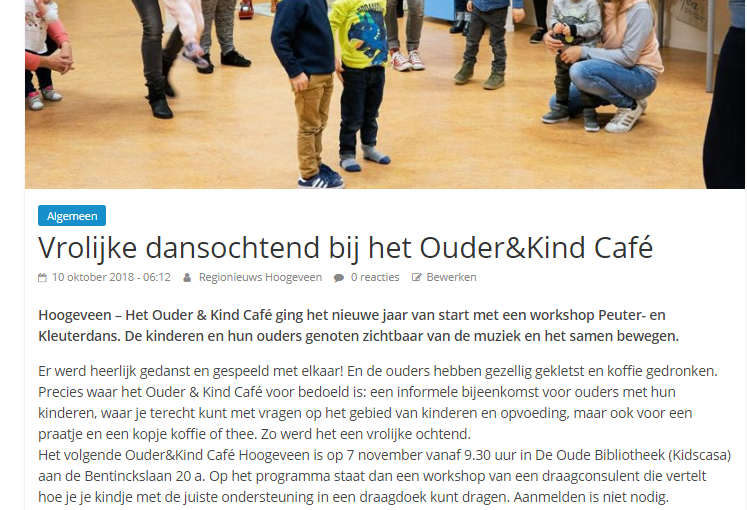 Algemeen
Vrolijke dansochtend bij het Ouder&Kind Café
10 oktober 2018 - 06:12 Regionieuws Hoogeveen 0 reacties Bewerken
Hoogeveen – Het Ouder & Kind Café ging het nieuwe jaar van start met een workshop Peuter- en
Kleuterdans. De kinderen en hun ouders genoten zichtbaar van de muziek en het samen bewegen.
Er werd heerlijk gedanst en gespeeld met elkaar! En de ouders hebben gezellig gekletst en koffie gedronken.
Precies waar het Ouder & Kind Café voor bedoeld is: een informele bijeenkomst voor ouders met hun
kinderen, waar je terecht kunt met vragen op het gebied van kinderen en opvoeding, maar ook voor een
praatje en een kopje koffie of thee. Zo werd het een vrolijke ochtend.
Het volgende Ouder&Kind Café Hoogeveen is op 7 november vanaf 9.30 uur in De Oude Bibliotheek (Kidscasa)
aan de Bentinckslaan 20 a. Op het programma staat dan een workshop van een draagconsulent die vertelt
hoe je je kindje met de juiste ondersteuning in een draagdoek kunt dragen. Aanmelden is niet nodig.